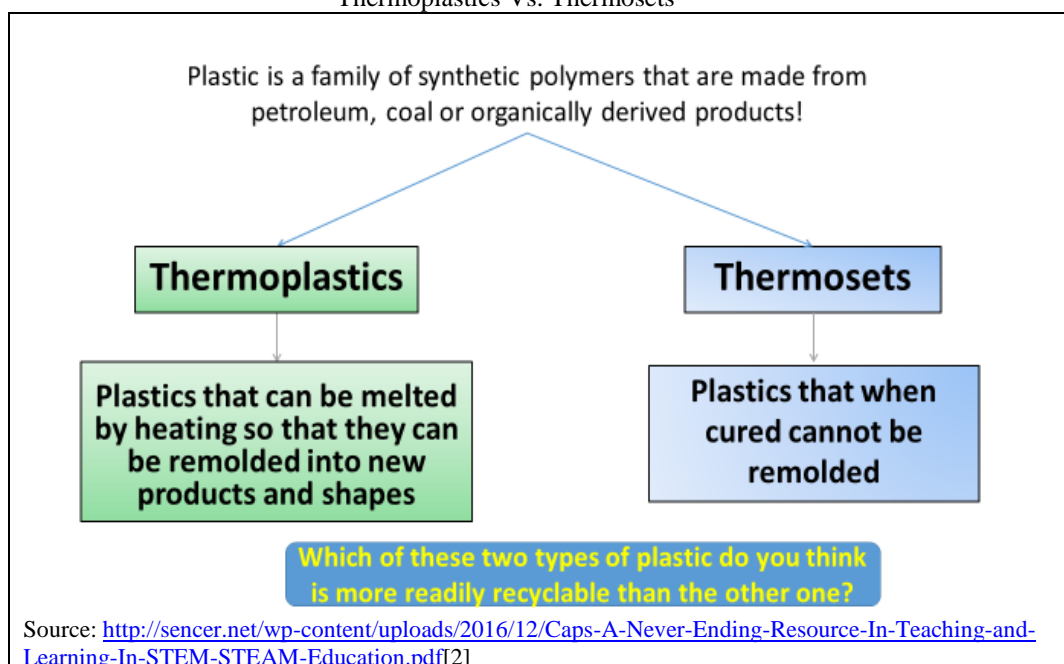 Thermoplastics Vs. Thermosets
Plastic is a family of synthetic polymers that are made from
petroleum, coal or organically derived products!
Thermoplastics
Thermosets
Plastics that can be melted
by heating so that they can
be remolded into new
products and shapes
Plastics that when
cured cannot be
remolded
Which of these two types of plastic do you think
is more readily recyclable than the other one?
Source: http://sencer.net/wp-content/uploads/2016/12/Caps-A-Never-Ending-Resource-In-Teaching-and-
Learning-In-STEM-STEAM-Education.pdf[2]